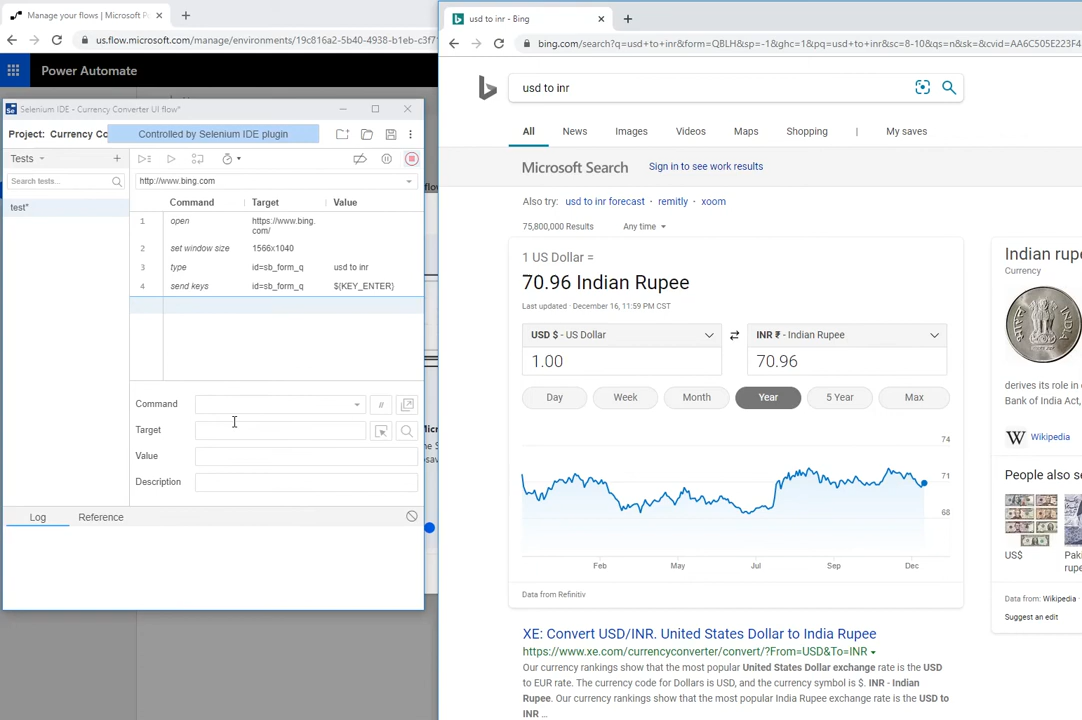 Manage your flows | Microsoft P
us.flow.microsoft.com/manage/environments/19c816a2-5b40-4938-b1eb-c3f7
Power Automate
Selenium IDE - Currency Converter UI flow*
Project: Currency Co
Controlled by Selenium IDE plugin
Tests
Search tests...
test*
http://www.bing.com
Command Target Value
1 open https://www.bing.
com/
2 set window size 1566x1040
3 type id=sb_form_q usd to inr
4 send keys id=sb_form_q ${KEY_ENTER}
Command
//
Target
Value
Description
Log Reference
usd to inr - Bing
bing.com/search?q=usd+to+inr&form=QBLH&sp=-1&ghc=1&pq=usd+to+inr&sc=8-10&qs=n&sk=&cvid=AA6C505E223F4
usd to inr
All News Images Videos Maps Shopping | My saves
Microsoft Search Sign in to see work results
Also try: usd to inr forecast · remitly · xoom
75,800,000 Results Any time
1 US Dollar =
70.96 Indian Rupee
Last updated · December 16, 11:59 PM CST
USD $ - US Dollar INR ₹ - Indian Rupee
1.00 70.96
Day Week Month Year 5 Year Max
74
71
68
Feb May Jul Sep Dec
Data from Refinitiv
XE: Convert USD/INR. United States Dollar to India Rupee
https://www.xe.com/currencyconverter/convert/?From=USD&To=INR
Our currency rankings show that the most popular United States Dollar exchange rate is the USD
to EUR rate. The currency code for Dollars is USD, and the currency symbol is $. INR - Indian
Rupee. Our currency rankings show that the most popular India Rupee exchange rate is the USD to
INR ...
Indian rupe
Currency
derives its role in
Bank of India Act,
W Wikipedia
People also se
US$ Pak
rupe
Data from: Wikipedia ·
Suggest an edit